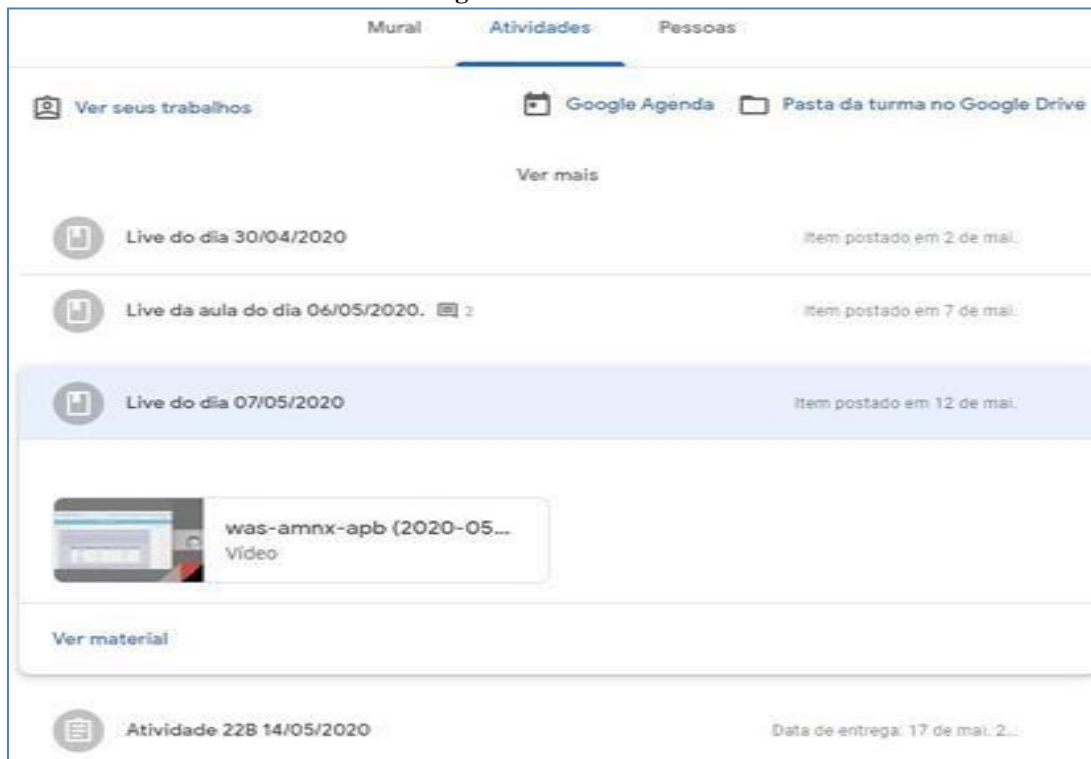 Mural Atividades Pessoas
Ver seus trabalhos Google Agenda Pasta da turma no Google Drive
Ver mais
Live do dia 30/04/2020 Item postado em 2 de mai.
Live da aula do dia 06/05/2020. 2 Item postado em 7 de mai.
Live do dia 07/05/2020 Item postado em 12 de mai.
was-amnx-apb (2020-05...
Vídeo
Ver material
Atividade 22B 14/05/2020 Data de entrega: 17 de mai. 2...